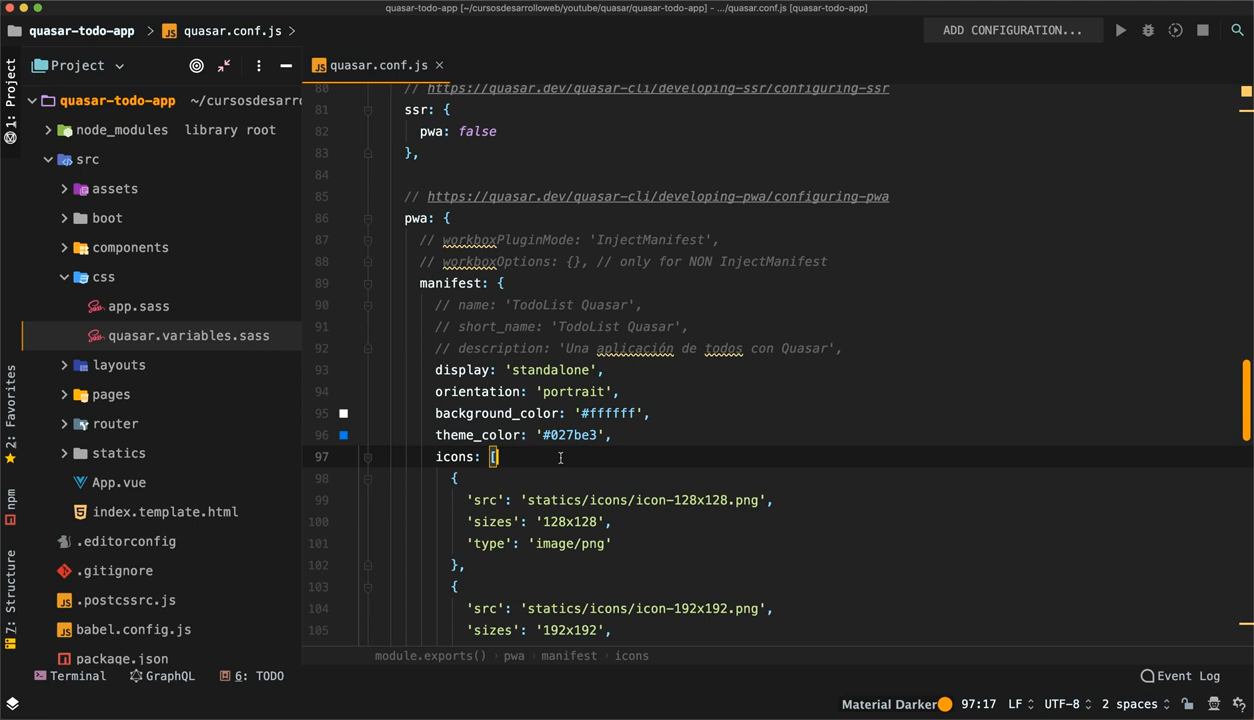 quasar-todo-app [~/cursosdesarrolloweb/youtube/quasar/quasar-todo-app] - .../quasar.conf.js [quasar-todo-app]
quasar-todo-app quasar.conf.js
ADD CONFIGURATION...
1: Project
2: Favorites
npm
7: Structure
Project
quasar-todo-app ~/cursosdesarro
node_modules library root
src
assets
boot
components
css
app.sass
quasar.variables.sass
layouts
pages
router
statics
App.vue
index.template.html
.editorconfig
.gitignore
.postcssrc.js
babel.config.js
package.json
quasar.conf.js
80 // https://quasar.dev/quasar-cli/developing-ssr/configuring-ssr
81 ssr: {
82 pwa: false
83 },
84
85 // https://quasar.dev/quasar-cli/developing-pwa/configuring-pwa
86 pwa: {
87 // workboxPluginMode: 'InjectManifest',
88 // workboxOptions: {}, // only for NON InjectManifest
89 manifest: {
90 // name: 'TodoList Quasar',
91 // short_name: 'TodoList Quasar',
92 // description: 'Una aplicación de todos con Quasar',
93 display: 'standalone',
94 orientation: 'portrait',
95 background_color: '#ffffff',
96 theme_color: '#027be3',
97 icons: [
98 {
99 'src': 'statics/icons/icon-128x128.png',
100 'sizes': '128x128',
101 'type': 'image/png'
102 },
103 {
104 'src': 'statics/icons/icon-192x192.png',
105 'sizes': '192x192',
module.exports() pwa manifest icons
Terminal GraphQL 6: TODO Event Log
Material Darker 97:17 LF UTF-8 2 spaces